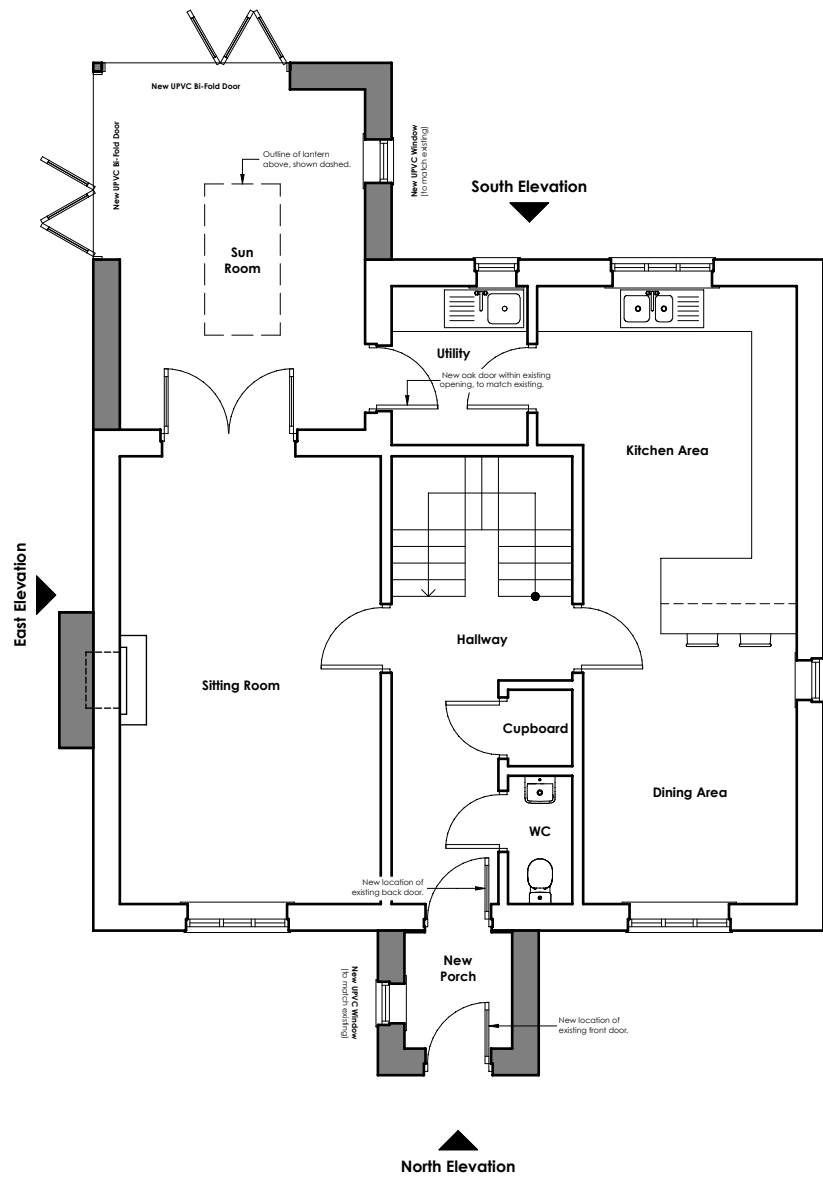 New UPVC Bi-Fold Door
New UPVC Bi-Fold Door
New UPVC Window
[to match existing]
Outline of lantern
above, shown dashed.
South Elevation
Sun
Room
Utility
New oak door within existing
opening, to match existing.
Kitchen Area
East Elevation
Hallway
Sitting Room
Cupboard
Dining Area
WC
New location of
existing back door.
New
Porch
New UPVC Window
[to match existing]
New location of
existing front door.
North Elevation